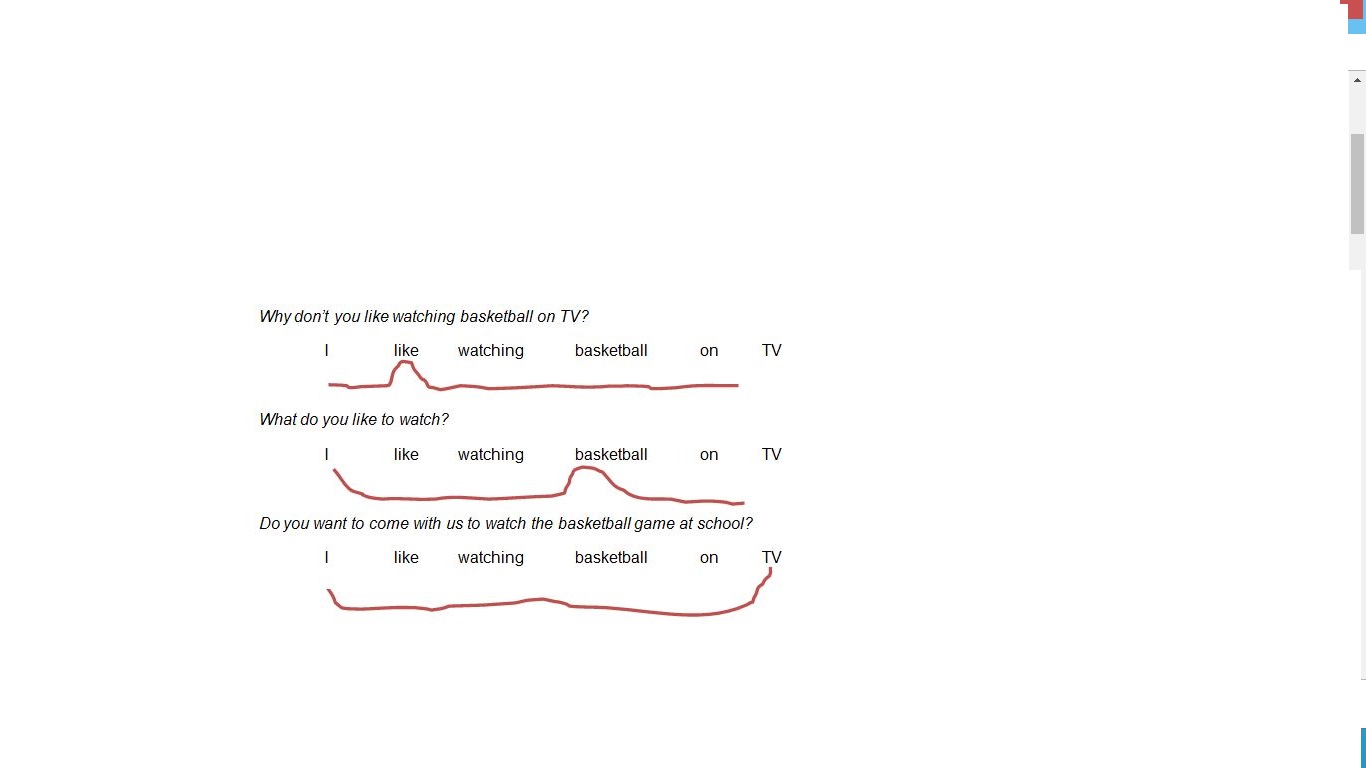 Why don't you like watching basketball on TV?
I like watching basketball on TV
What do you like to watch?
I like watching basketball on TV
Do you want to come with us to watch the basketball game at school?
I like watching basketball on TV